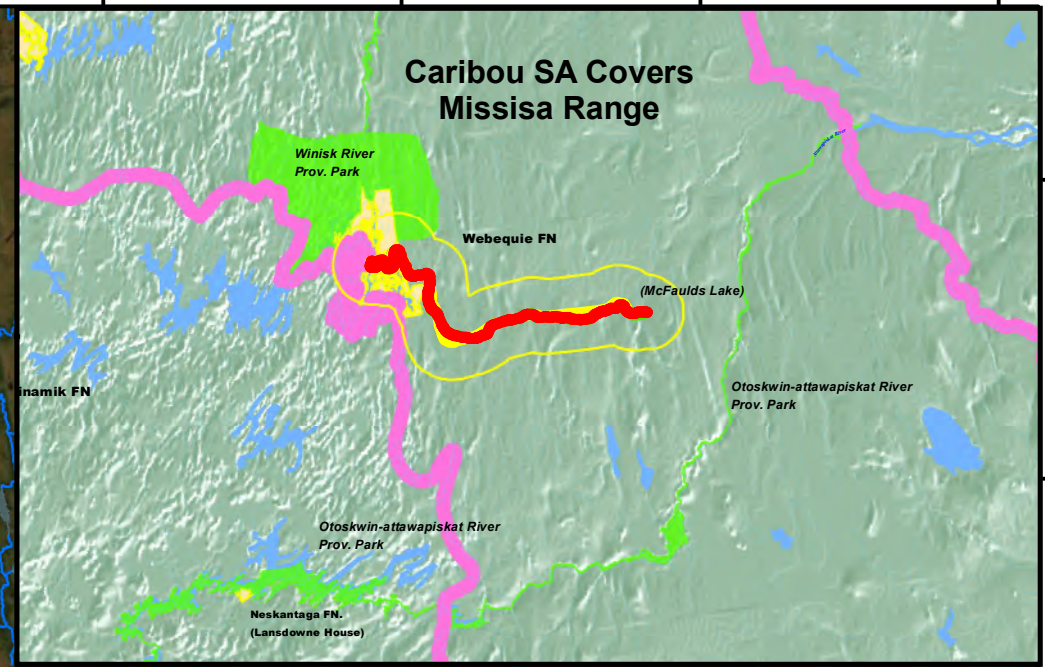 Caribou SA Covers
Missisa Range
Winisk River
Prov. Park
Webequie FN
(McFaulds Lake)
inamik FN
Otoskwin-attawapiskat River
Prov. Park
Otoskwin-attawapiskat River
Prov. Park
Neskantaga FN.
(Lansdowne House)